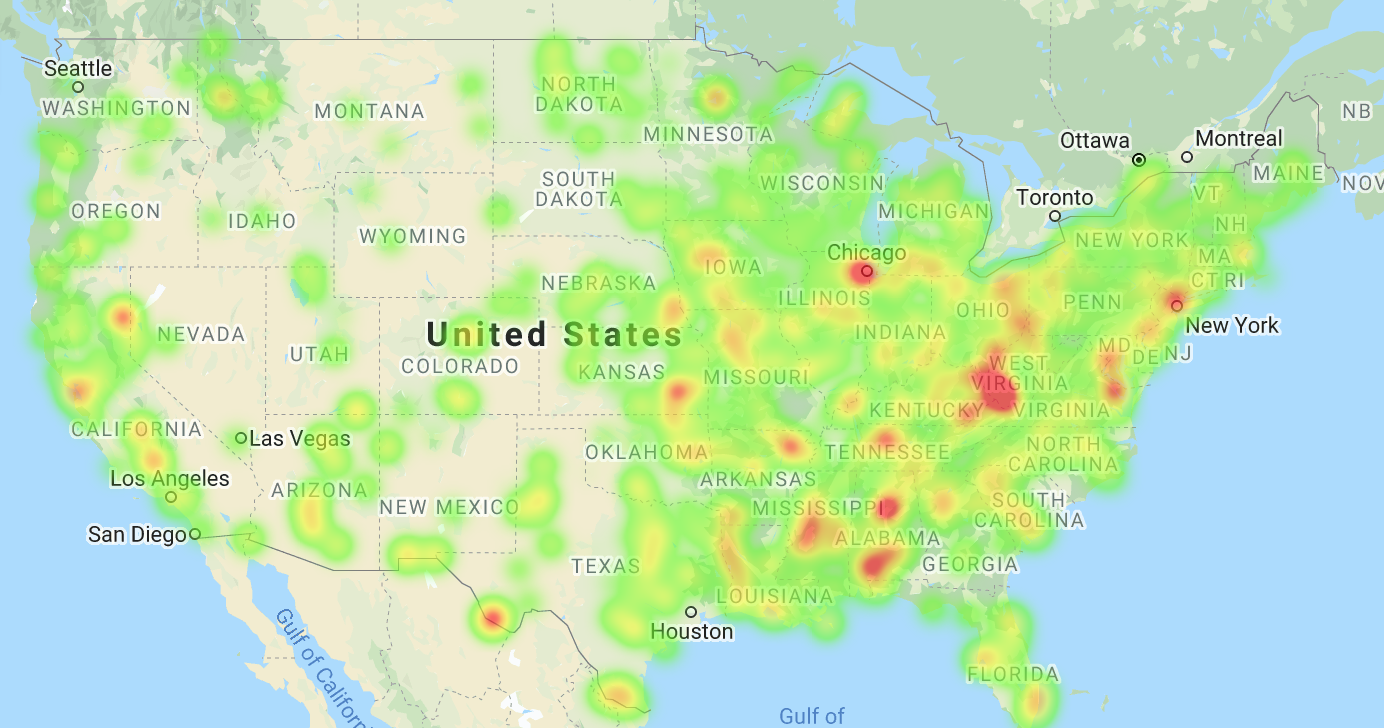 Seattle
WASHINGTON
MONTANA
NORTH
DAKOTA
MINNESOTA
Ottawa
Montreal
NB
MAINE
NOV
OREGON
IDAHO
WYOMING
SOUTH
DAKOTA
WISCONSIN
MICHIGAN
Toronto
VT
NH
NEW YORK
MA
CT RI
Chicago
IOWA
NEBRASKA
ILLINOIS
INDIANA
OHIO
PENN
New York
NEVADA
UTAH
United States
COLORADO
KANSAS
MISSOURI
WEST
VIRGINIA
MD
DE
NJ
KENTUCKY
VIRGINIA
CALIFORNIA
Las Vegas
OKLAHOMA
TENNESSEE
NORTH
CAROLINA
Los Angeles
ARIZONA
NEW MEXICO
ARKANSAS
MISSISSIPPI
SOUTH
CAROLINA
San Diego
ALABAMA
GEORGIA
TEXAS
LOUISIANA
Houston
FLORIDA
Gulf of Californ
Gulf of